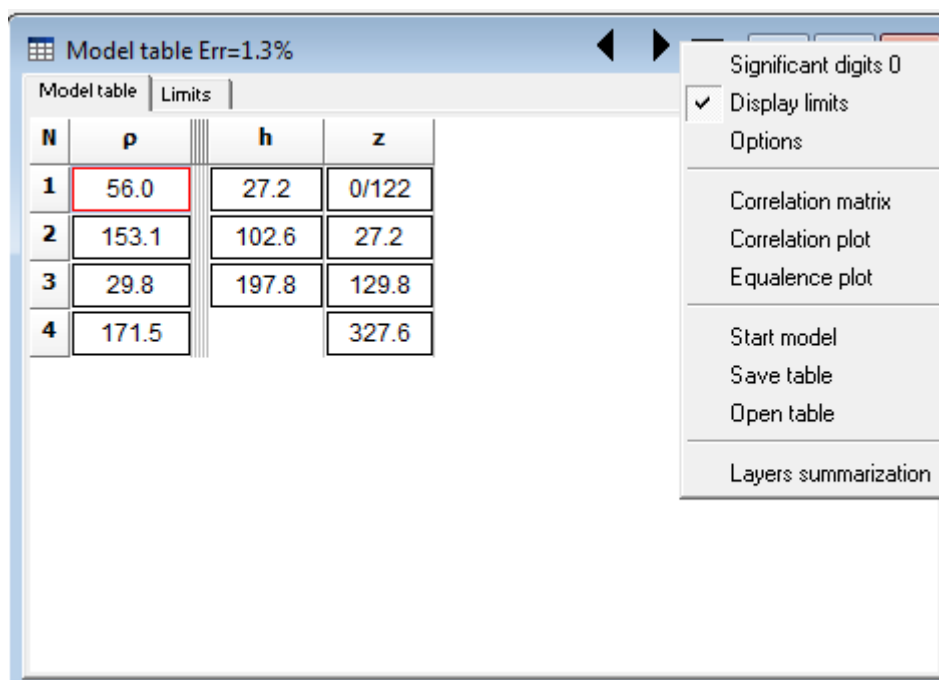 Model table Err=1.3%
Model table Limits
N ρ h z
1 56.0 27.2 0/122
2 153.1 102.6 27.2
3 29.8 197.8 129.8
4 171.5 327.6
Significant digits 0
Display limits
Options
Correlation matrix
Correlation plot
Equalence plot
Start model
Save table
Open table
Layers summarization